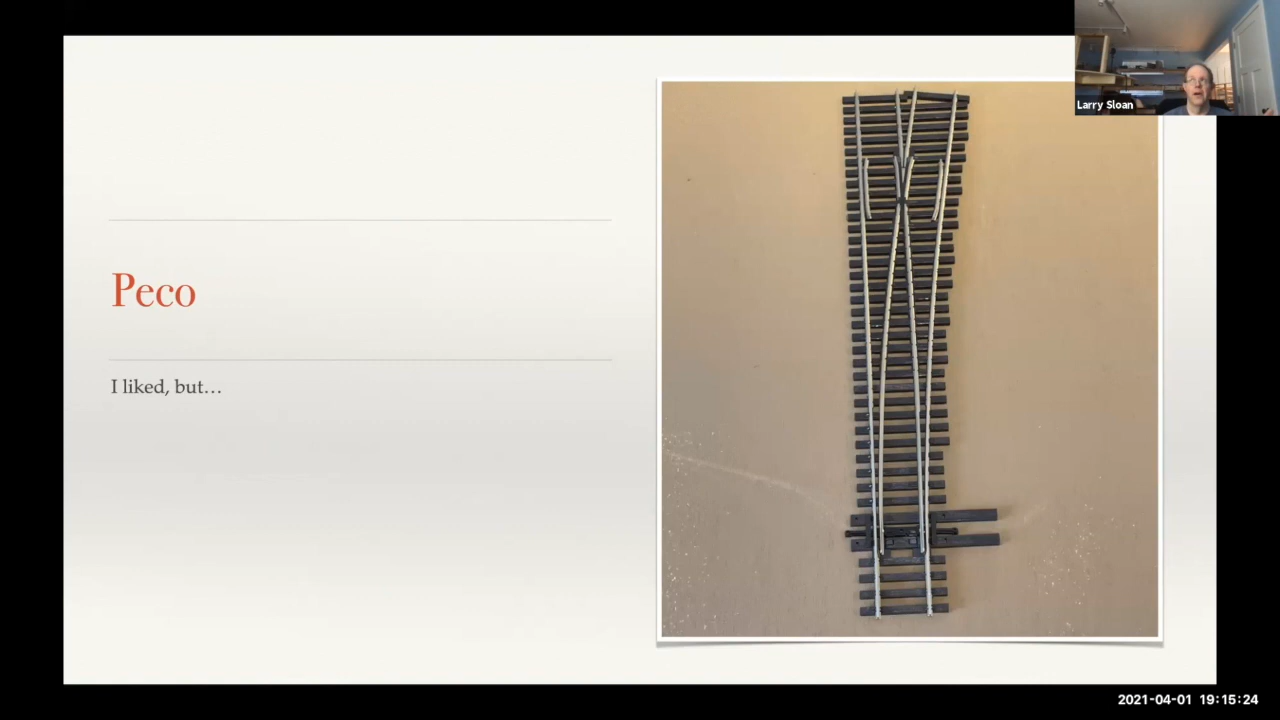 Larry Sloan
Peco
I liked, but…
2021-04-01 19:15:24